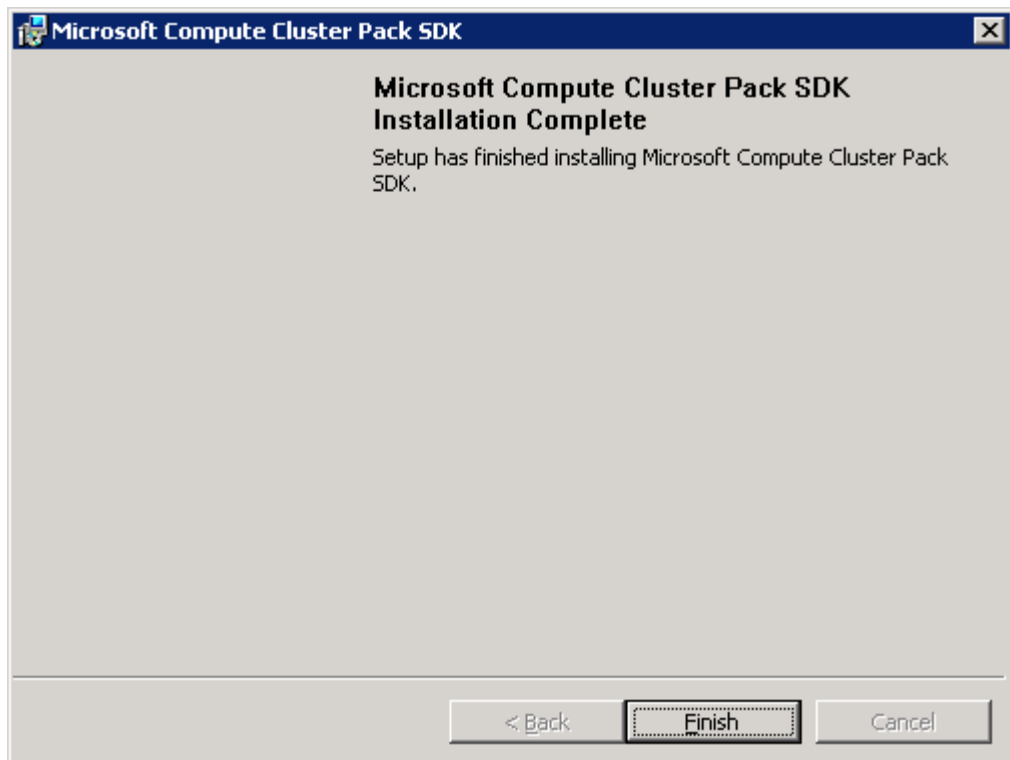 Microsoft Compute Cluster Pack SDK
Microsoft Compute Cluster Pack SDK
Installation Complete
Setup has finished installing Microsoft Compute Cluster Pack
SDK.
< Back Finish Cancel